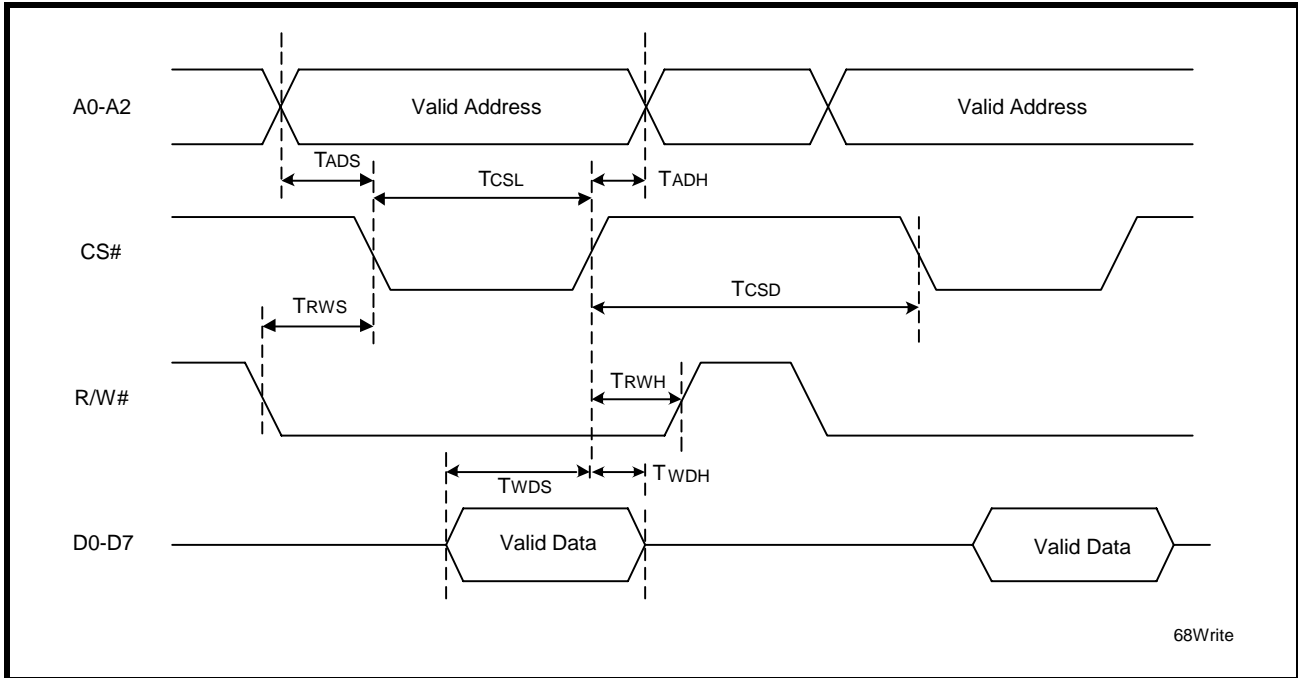 A0-A2
Valid Address
Valid Address
TADS
TCSL
TADH
CS#
TCSD
TRWS
R/W#
TRWH
TWDS
TWDH
D0-D7
Valid Data
Valid Data
68Write